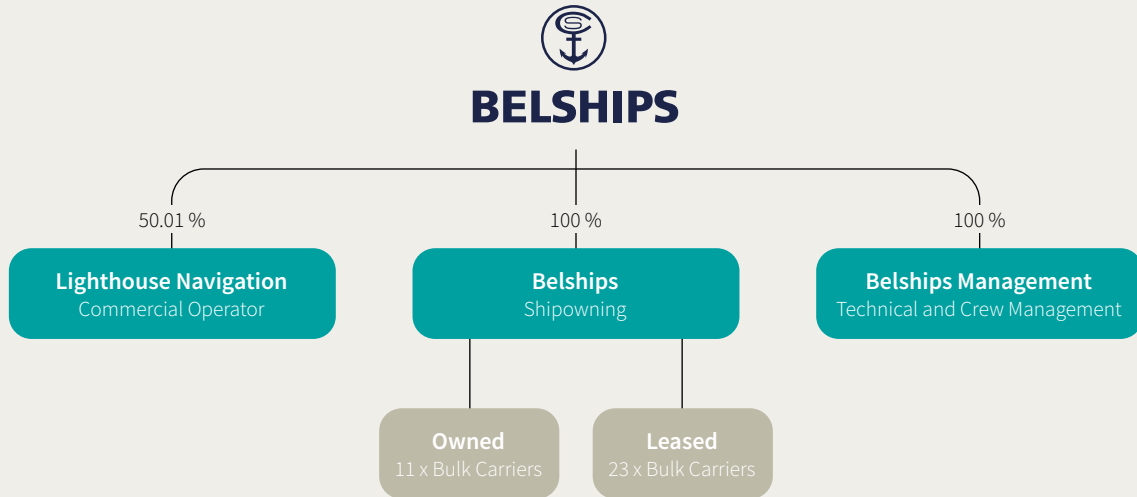 BELSHIPS
50.01 %
100 %
100 %
Lighthouse Navigation
Commercial Operator
Belships
Shipowning
Belships Management
Technical and Crew Management
Owned
11 x Bulk Carriers
Leased
23 x Bulk Carriers